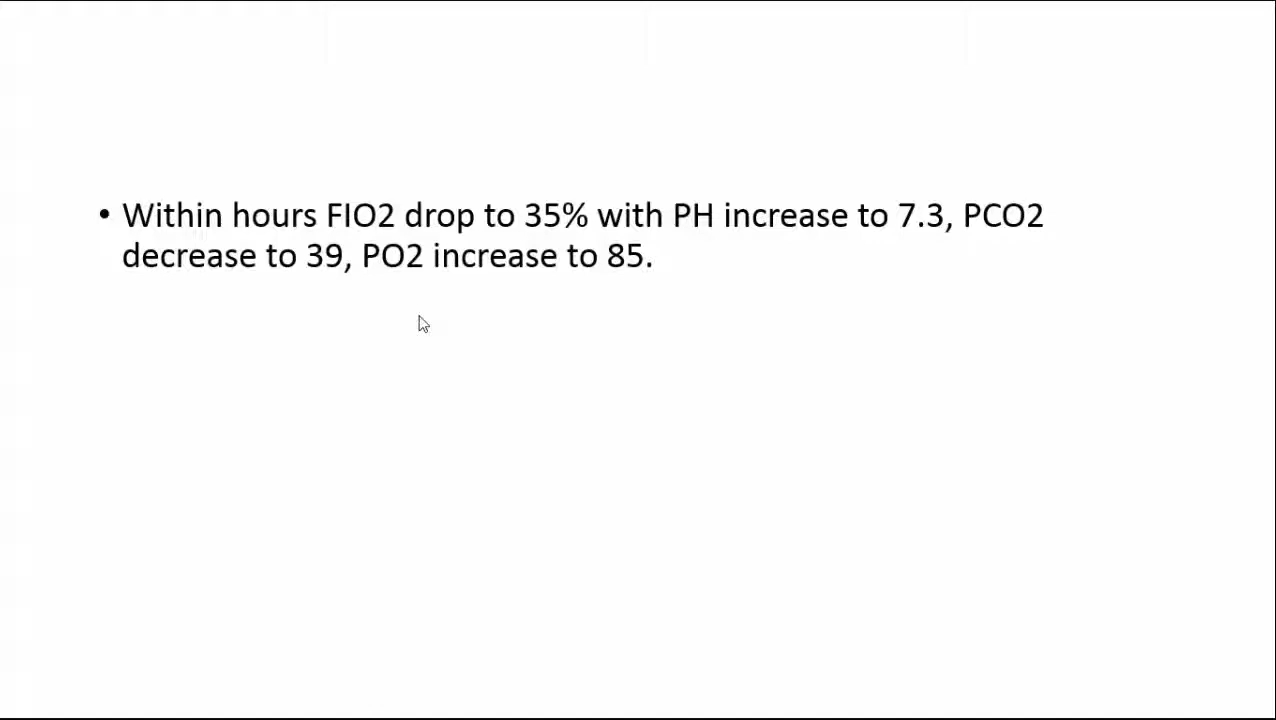 • Within hours FIO2 drop to 35% with PH increase to 7.3, PCO2
decrease to 39, PO2 increase to 85.